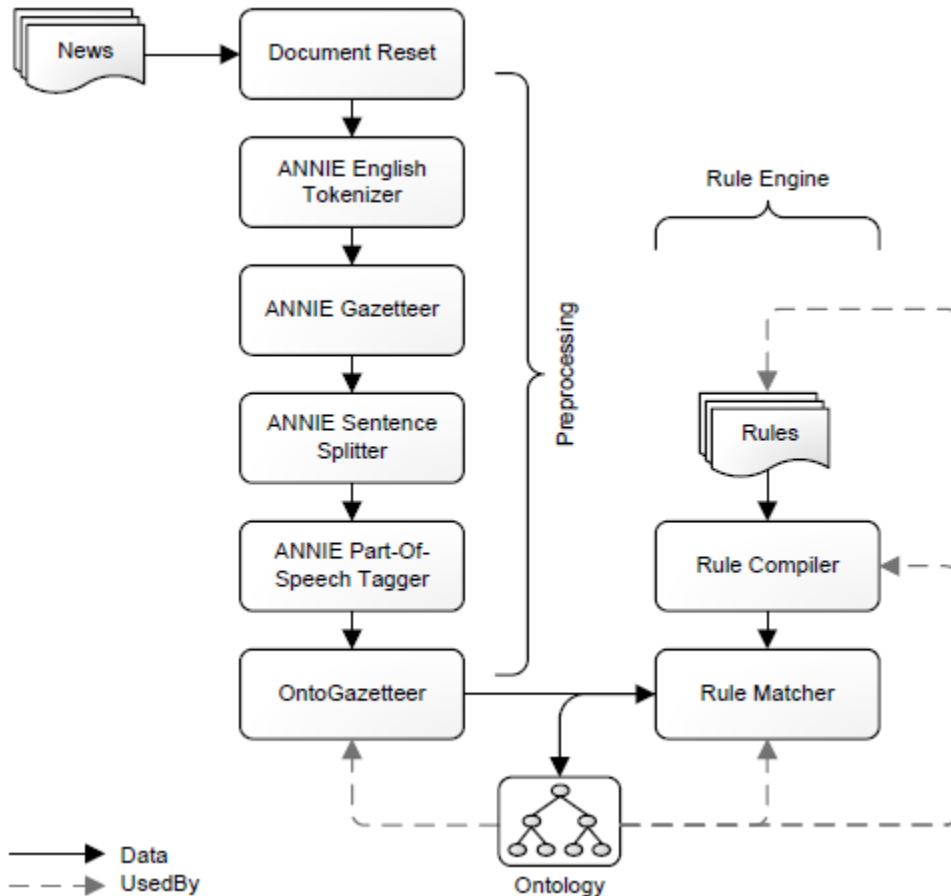 News
Document Reset
ANNIE English
Tokenizer
ANNIE Gazetteer
ANNIE Sentence
Splitter
ANNIE Part-Of-
Speech Tagger
OntoGazetteer
Preprocessing
Rule Engine
Rules
Rule Compiler
Rule Matcher
Ontology
Data
UsedBy